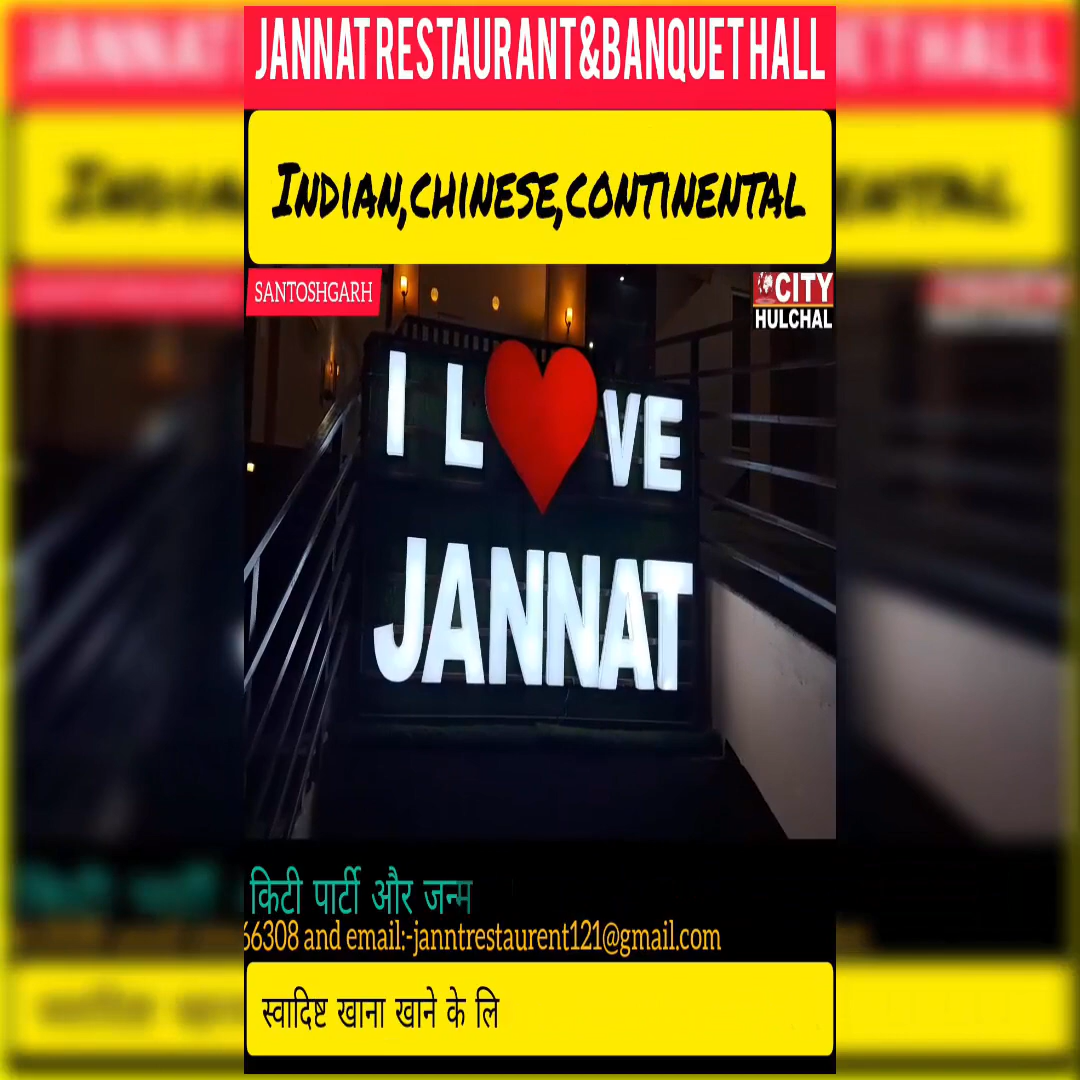 JANNAT RESTAURANT&BANQUET HALL
INDIAN,CHINESE,CONTINENTAL
SANTOSHGARH
CITY
HULCHAL
I LOVE
JANNAT
किटी पार्टी और जन्म
66308 and email:-janntrestaurent121@gmail.com
स्वादिष्ट खाना खाने के लि